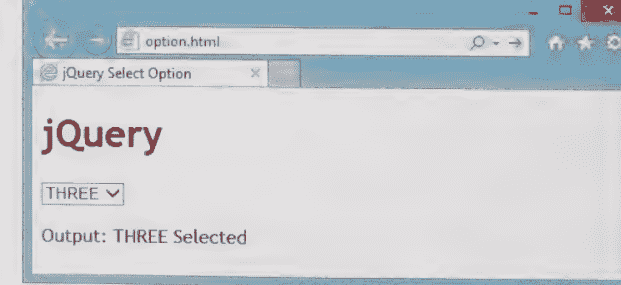 option.html
jQuery Select Option
jQuery
THREE
Output: THREE Selected